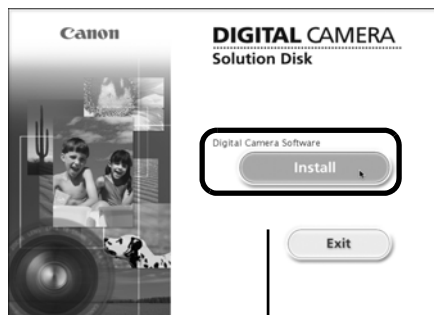 Canon
DIGITAL CAMERA
Solution Disk
Digital Camera Software
Install
Exit